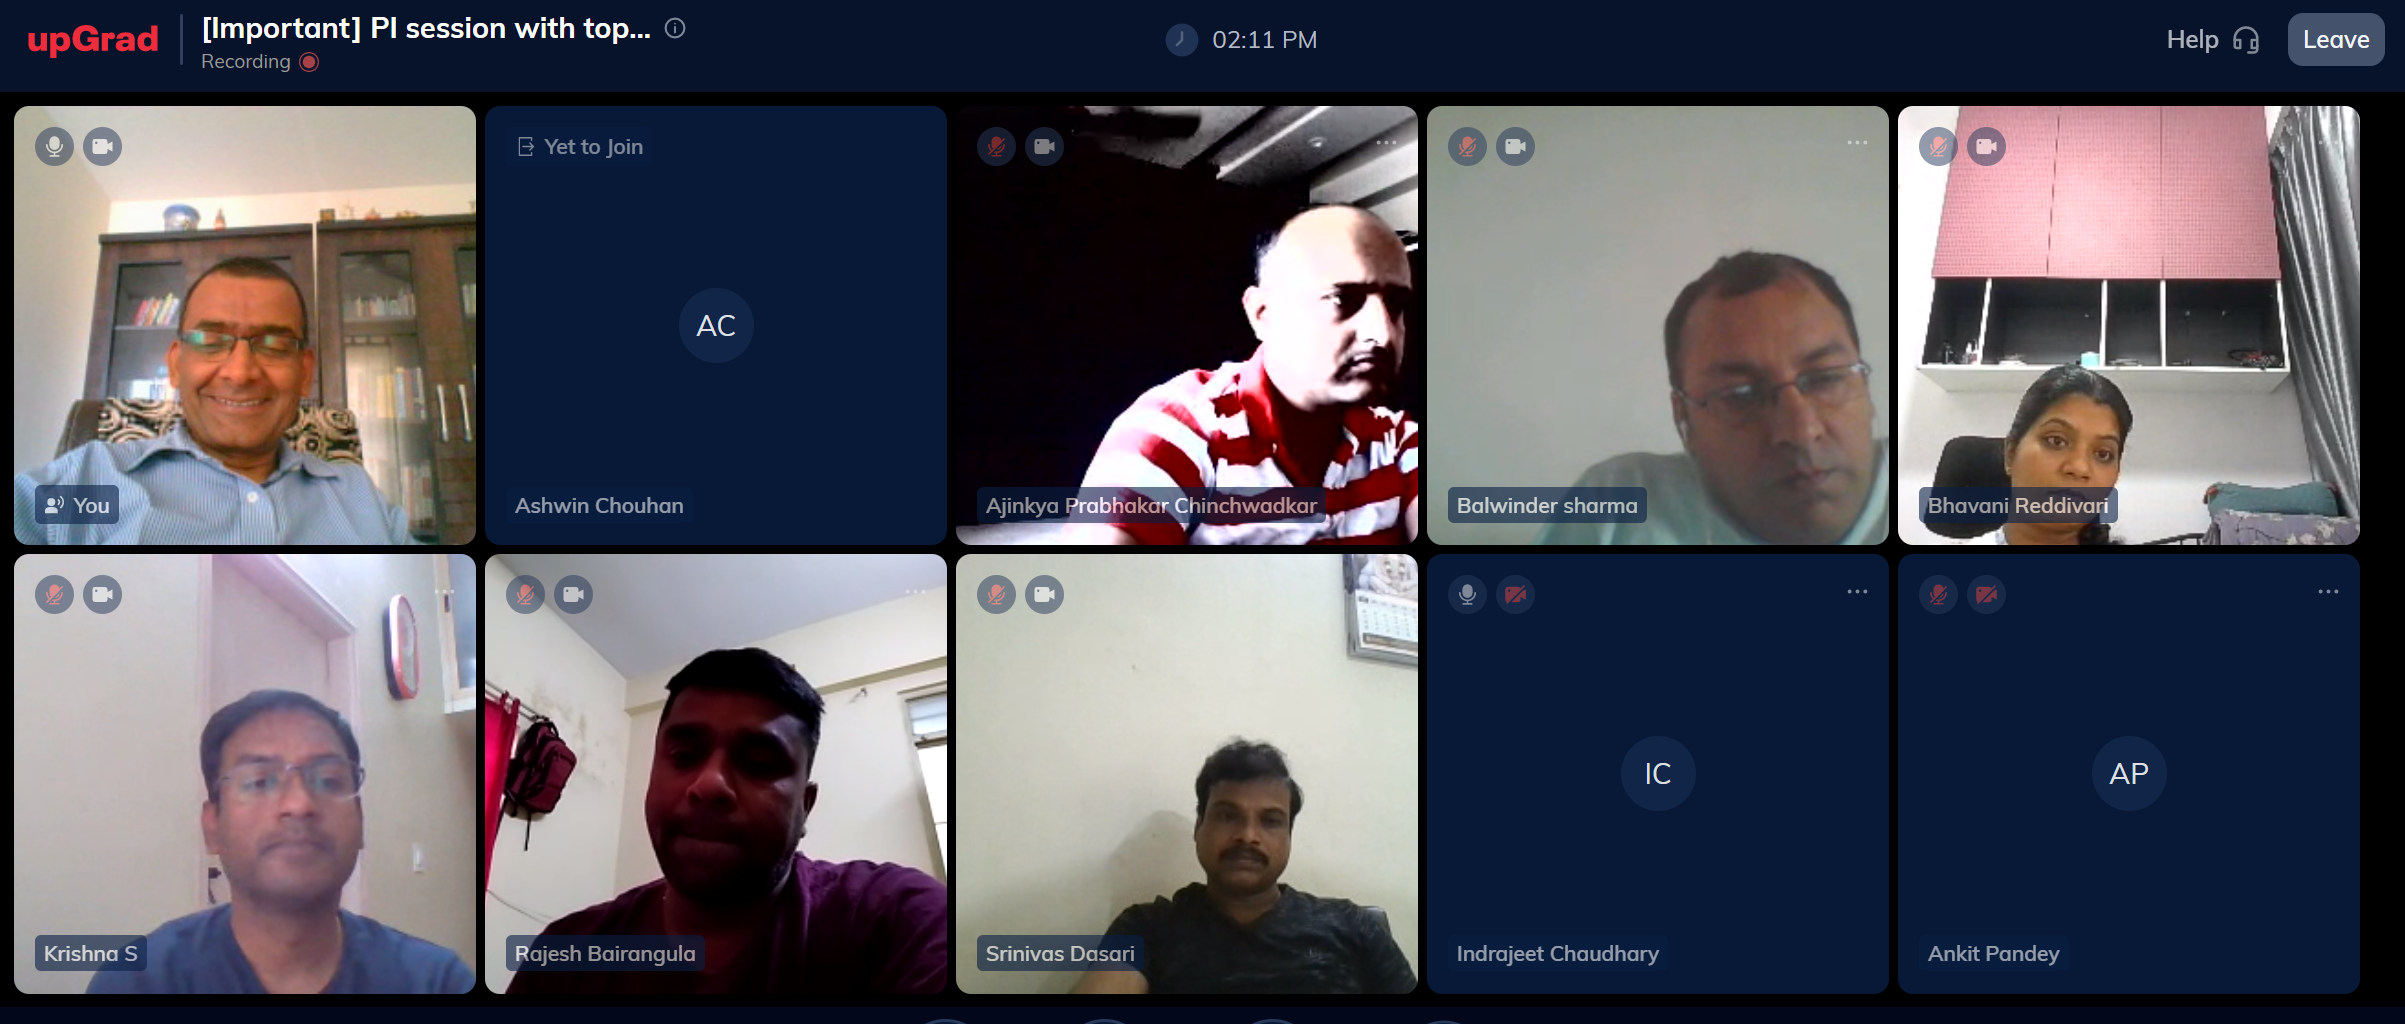 upGrad
[Important] PI session with top...
Recording
02:11 PM
Help
Leave
You
Yet to Join
AC
Ashwin Chouhan
Ajinkya Prabhakar Chinchwadkar
Balwinder sharma
Bhavani Reddivari
Krishna S
Rajesh Bairangula
Srinivas Dasari
IC
Indrajeet Chaudhary
AP
Ankit Pandey